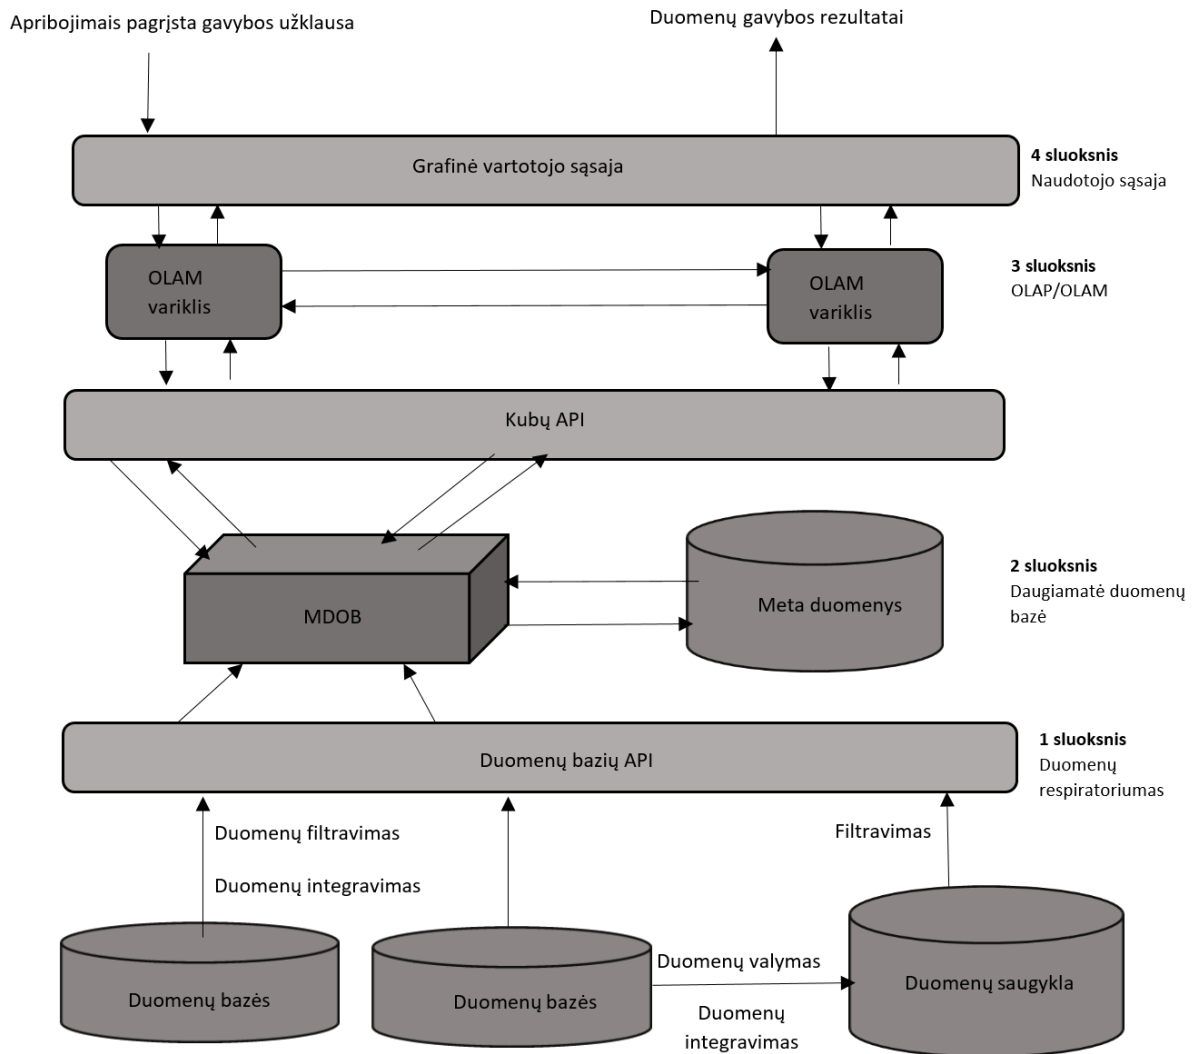 Apribojimais pagrįsta gavybos užklausa
Duomenų gavybos rezultatai
Grafinė vartotojo sąsaja
4 sluoksnis
Naudotojo sąsaja
OLAM
variklis
OLAM
variklis
3 sluoksnis
OLAP/OLAM
Kubų API
MDOB
Meta duomenys
2 sluoksnis
Daugiamatė duomenų
bazė
Duomenų bazių API
1 sluoksnis
Duomenų
respiratoriumas
Duomenų filtravimas
Duomenų integravimas
Filtravimas
Duomenų bazės
Duomenų bazės
Duomenų valymas
Duomenų
integravimas
Duomenų saugykla